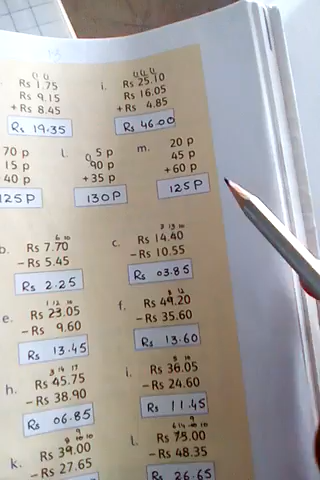 Rs 1.75
Rs 9.15
+ Rs 8.45
Rs 19.35
i. Rs 25.10
Rs 16.05
+ Rs 4.85
Rs 46.00
70 p
15 p
40 p
125 P
l. 5 p
90 p
+ 35 p
130 P
m. 20 p
45 p
+ 60 p
125 P
b. Rs 7.70
− Rs 5.45
Rs 2.25
c. Rs 14.40
− Rs 10.55
Rs 03.85
e. Rs 23.05
− Rs 9.60
Rs 13.45
f. Rs 49.20
− Rs 35.60
Rs 13.60
h. Rs 45.75
− Rs 38.90
Rs 06.85
i. Rs 36.05
− Rs 24.60
Rs 11.45
k. Rs 39.00
− Rs 27.65
l. Rs 75.00
− Rs 48.35
Rs 26.65